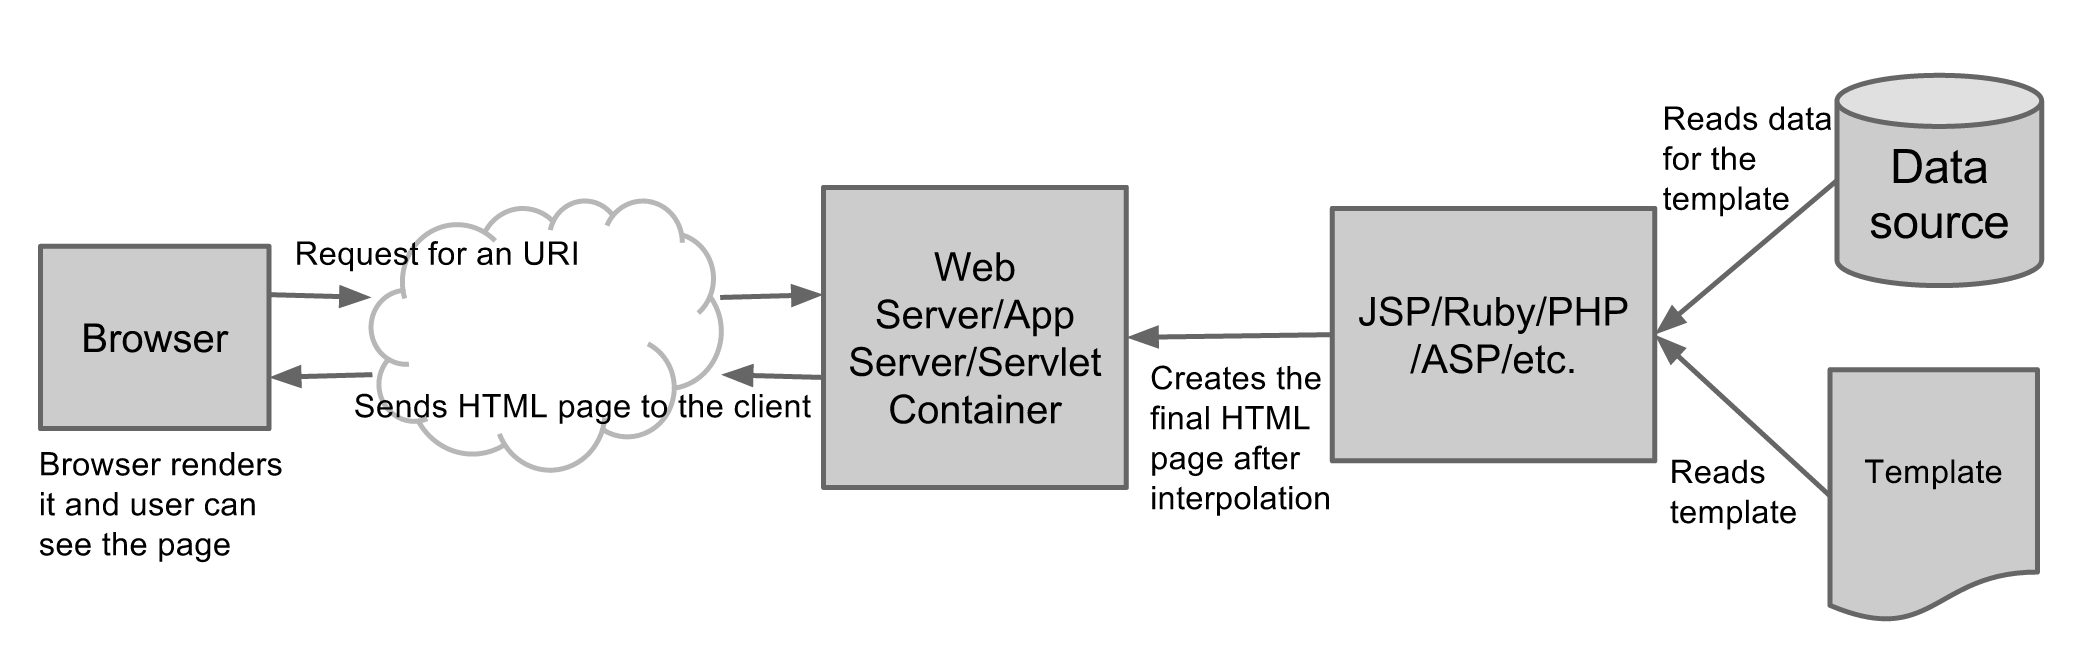 Request for an URI
Browser
Sends HTML page to the client
Browser renders
it and user can
see the page
Web
Server/App
Server/Servlet
Container
Creates the
final HTML
page after
interpolation
JSP/Ruby/PHP
/ASP/etc.
Reads data
for the
template
Data
source
Reads
template
Template